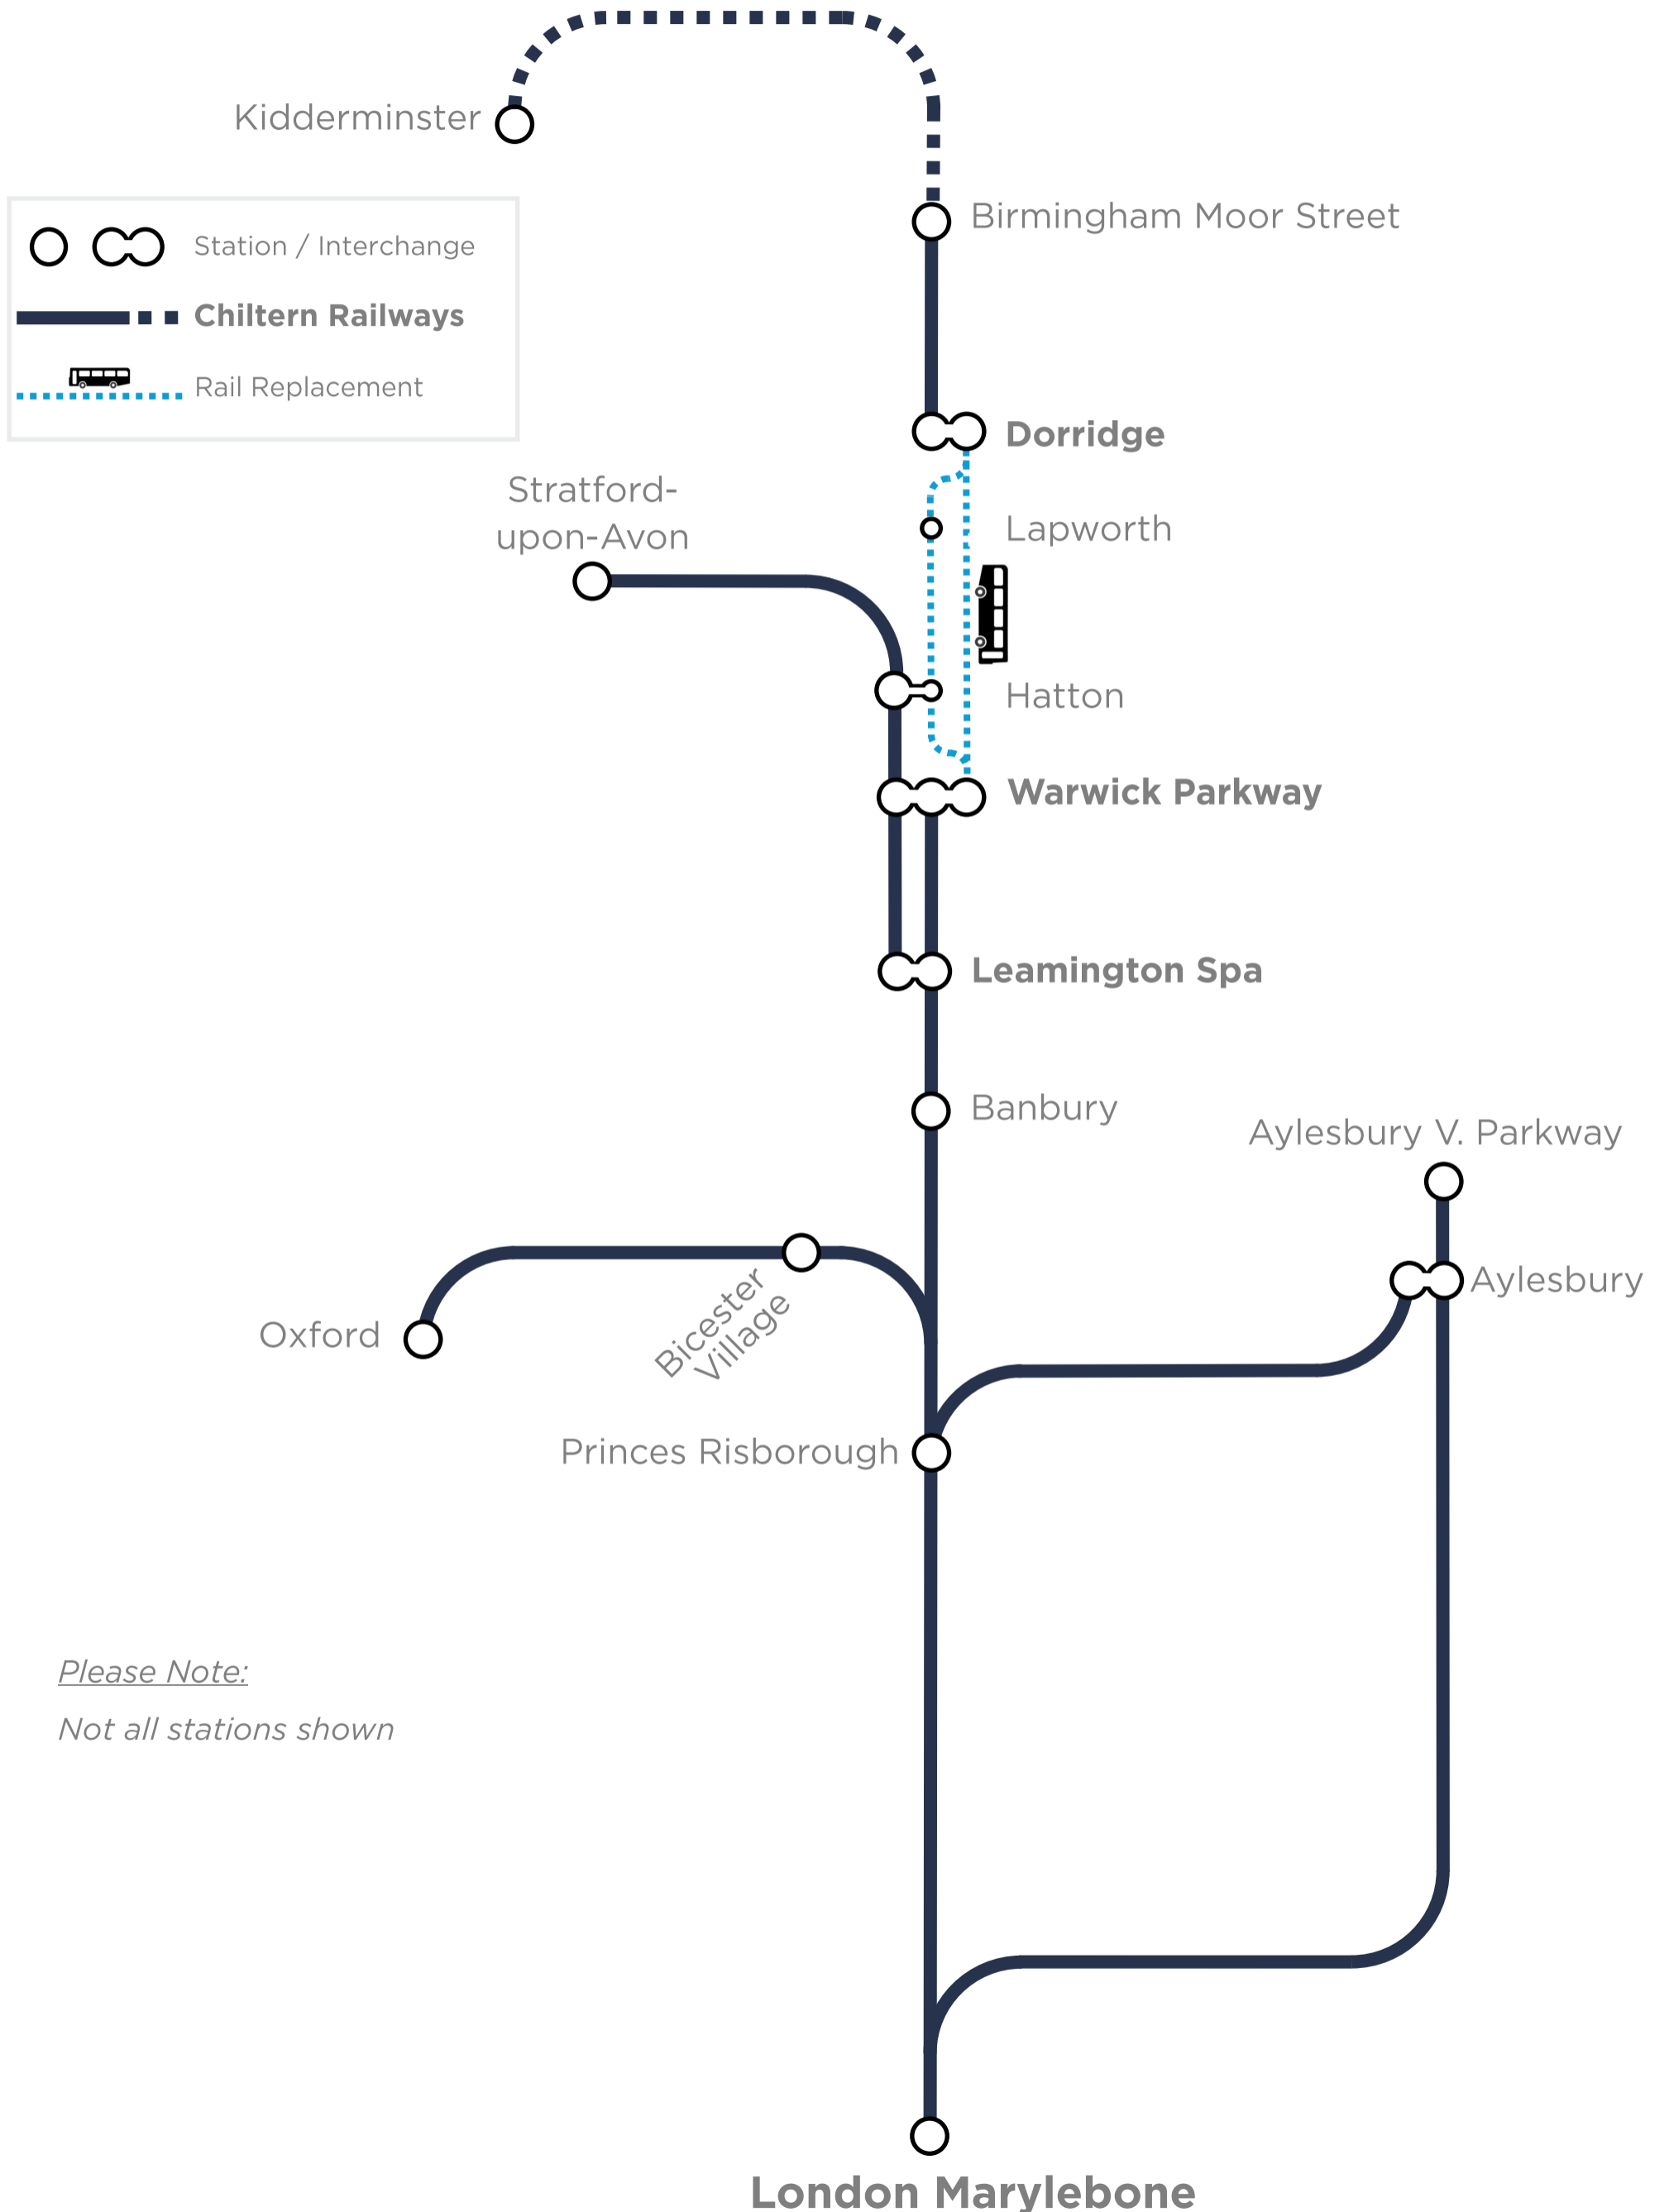 Kidderminster
Birmingham Moor Street
Station / Interchange
Chiltern Railways
Rail Replacement
Dorridge
Stratford-
upon-Avon
Lapworth
Hatton
Warwick Parkway
Leamington Spa
Banbury
Aylesbury V. Parkway
Aylesbury
Oxford
Bicester
Village
Princes Risborough
Please Note:
Not all stations shown
London Marylebone